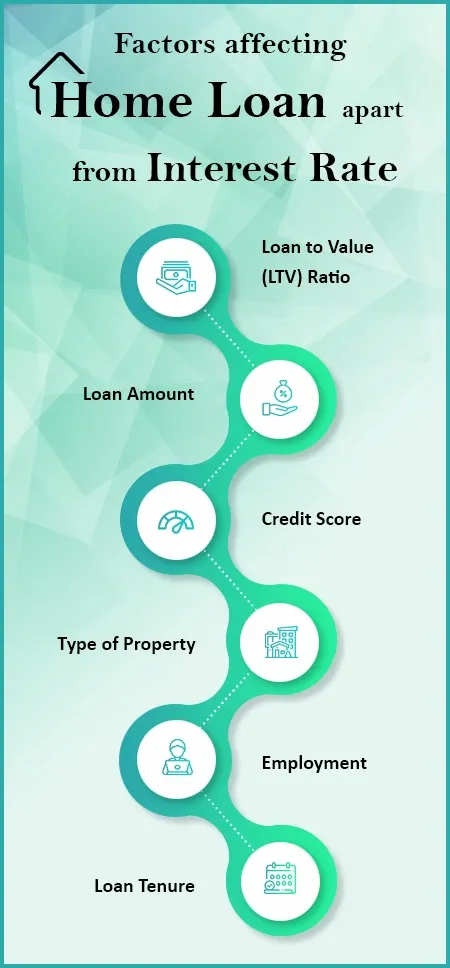 Factors affecting
Home Loan apart
from Interest Rate
Loan to Value
(LTV) Ratio
Loan Amount
%
Credit Score
Type of Property
Employment
Loan Tenure